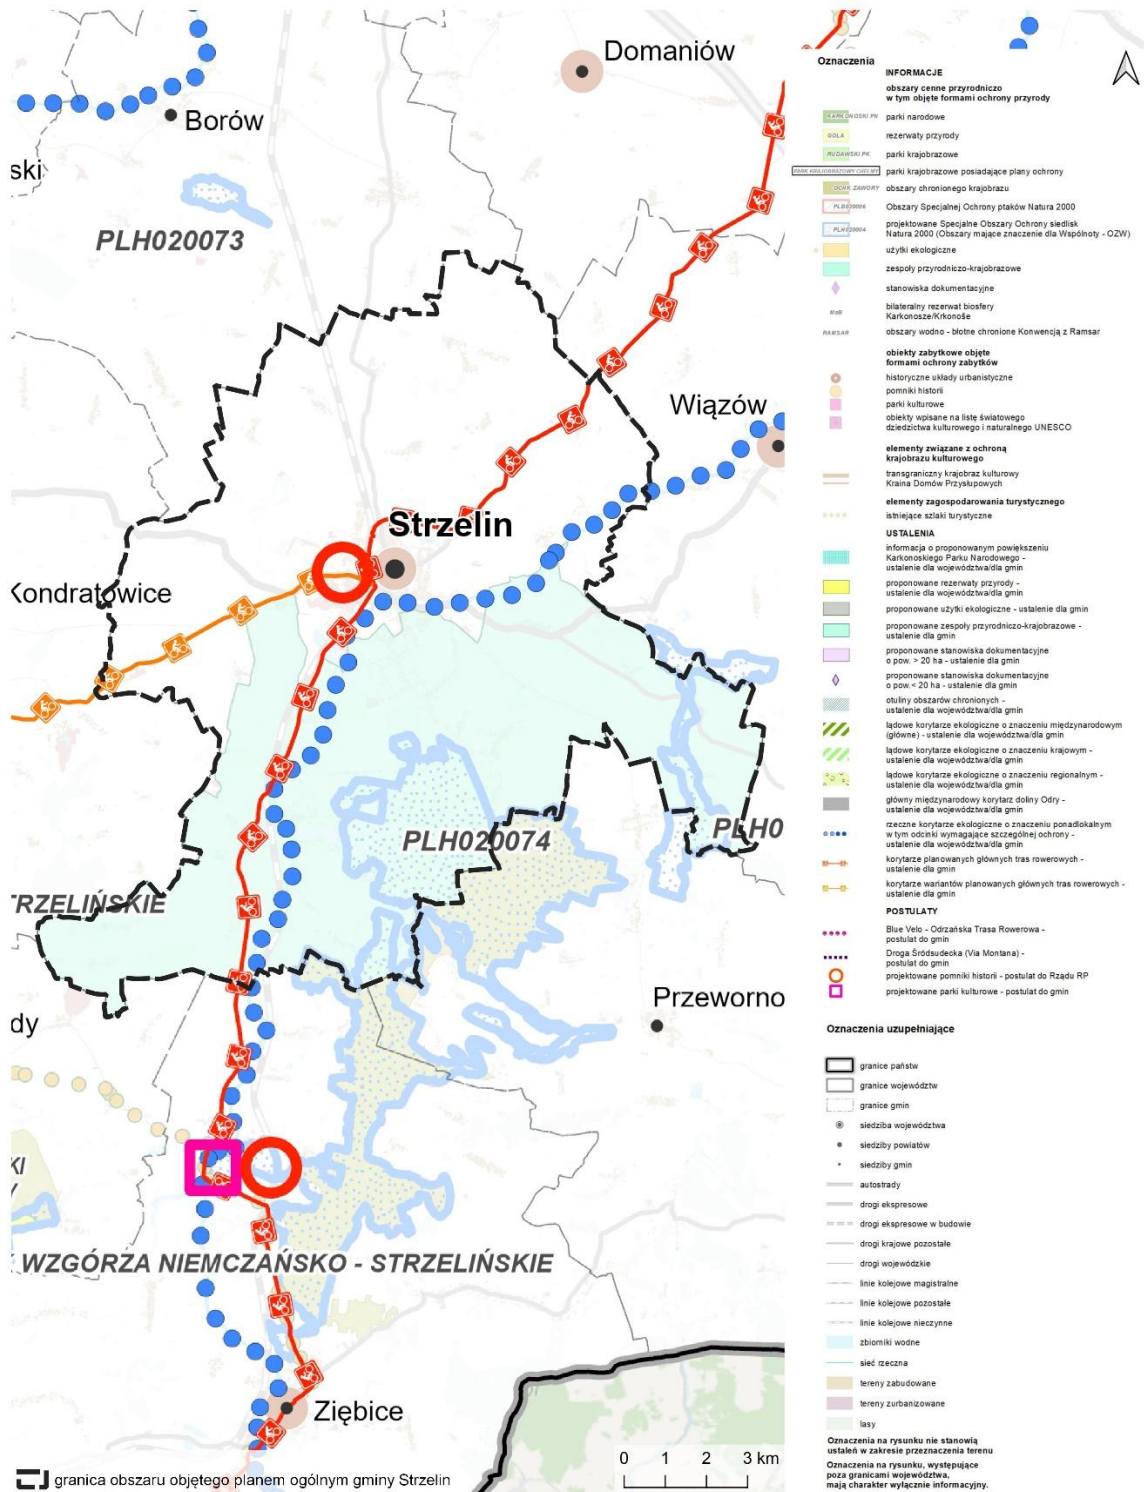 Domaniów
Borów
ski
PLH020073
Wiązów
Strzelin
Kondratowice
PLH020074
PLH0
TRZELIŃSKIE
Przeworno
dy
KI
WZGÓRZA NIEMCZAŃSKO - STRZELIŃSKIE
Ziębice
0 1 2 3 km
granica obszaru objętego planem ogólnym gminy Strzelin
Oznaczenia
INFORMACJE
obszary cenne przyrodniczo
w tym objęte formami ochrony przyrody
KARKONOSKI PN
parki narodowe
GOLA
rezerwaty przyrody
RUDAWSKI PK
parki krajobrazowe
PARK KRAJOBRAZOWY CHEŁMY
parki krajobrazowe posiadające plany ochrony
OCHK ZAWORY
obszary chronionego krajobrazu
PLB020006
Obszary Specjalnej Ochrony ptaków Natura 2000
PLH020004
projektowane Specjalne Obszary Ochrony siedlisk
Natura 2000 (Obszary mające znaczenie dla Wspólnoty - OZW)
użytki ekologiczne
zespoły przyrodniczo-krajobrazowe
stanowiska dokumentacyjne
MaB
bilateralny rezerwat biosfery
Karkonosze/Krkonoše
RAMSAR
obszary wodno - błotne chronione Konwencją z Ramsar
obiekty zabytkowe objęte
formami ochrony zabytków
historyczne układy urbanistyczne
pomniki historii
parki kulturowe
obiekty wpisane na listę światowego
dziedzictwa kulturowego i naturalnego UNESCO
elementy związane z ochroną
krajobrazu kulturowego
transgraniczny krajobraz kulturowy
Kraina Domów Przysłupowych
elementy zagospodarowania turystycznego
istniejące szlaki turystyczne
USTALENIA
informacja o proponowanym powiększeniu
Karkonoskiego Parku Narodowego -
ustalenie dla województwa/dla gmin
proponowane rezerwaty przyrody -
ustalenie dla województwa/dla gmin
proponowane użytki ekologiczne - ustalenie dla gmin
proponowane zespoły przyrodniczo-krajobrazowe -
ustalenie dla gmin
proponowane stanowiska dokumentacyjne
o pow. > 20 ha - ustalenie dla gmin
proponowane stanowiska dokumentacyjne
o pow.< 20 ha - ustalenie dla gmin
otuliny obszarów chronionych -
ustalenie dla województwa/dla gmin
lądowe korytarze ekologiczne o znaczeniu międzynarodowym
(główne) - ustalenie dla województwa/dla gmin
lądowe korytarze ekologiczne o znaczeniu krajowym -
ustalenie dla województwa/dla gmin
lądowe korytarze ekologiczne o znaczeniu regionalnym -
ustalenie dla województwa/dla gmin
główny międzynarodowy korytarz doliny Odry -
ustalenie dla województwa/dla gmin
rzeczne korytarze ekologiczne o znaczeniu ponadlokalnym
w tym odcinki wymagające szczególnej ochrony -
ustalenie dla województwa/dla gmin
korytarze planowanych głównych tras rowerowych -
ustalenie dla gmin
korytarze wariantów planowanych głównych tras rowerowych -
ustalenie dla gmin
POSTULATY
Blue Velo - Odrzańska Trasa Rowerowa -
postulat do gmin
Droga Śródsudecka (Via Montana) -
postulat do gmin
projektowane pomniki historii - postulat do Rządu RP
projektowane parki kulturowe - postulat do gmin
Oznaczenia uzupełniające
granice państw
granice województw
granice gmin
siedziba województwa
siedziby powiatów
siedziby gmin
autostrady
drogi ekspresowe
drogi ekspresowe w budowie
drogi krajowe pozostałe
drogi wojewódzkie
linie kolejowe magistralne
linie kolejowe pozostałe
linie kolejowe nieczynne
zbiorniki wodne
sieć rzeczna
tereny zabudowane
tereny zurbanizowane
lasy
Oznaczenia na rysunku nie stanowią
ustaleń w zakresie przeznaczenia terenu
Oznaczenia na rysunku, występujące
poza granicami województwa,
mają charakter wyłącznie informacyjny.